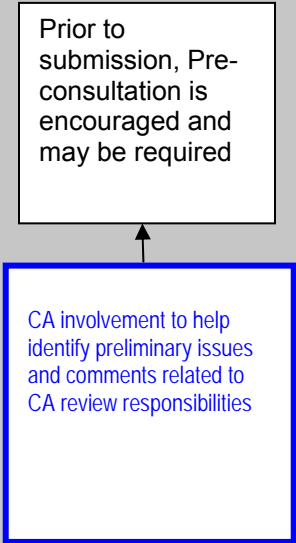 Prior to
submission, Pre-
consultation is
encouraged and
may be required
CA involvement to help
identify preliminary issues
and comments related to
CA review responsibilities